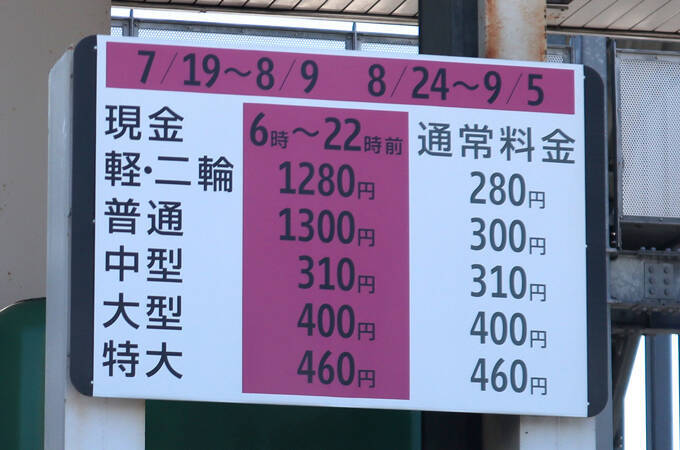 7/19～8/9 8/24～9/5
現金 6時～22時前 通常料金
軽・二輪 1280円 280円
普通 1300円 300円
中型 310円 310円
大型 400円 400円
特大 460円 460円